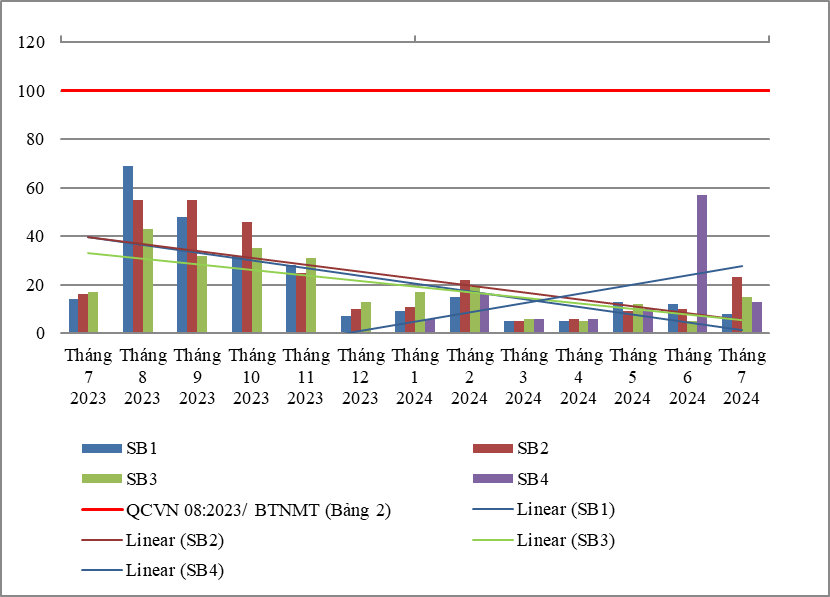 120
100
80
60
40
20
0
Tháng Tháng Tháng Tháng Tháng Tháng Tháng Tháng Tháng Tháng Tháng Tháng Tháng
7 8 9 10 11 12 1 2 3 4 5 6 7
2023 2023 2023 2023 2023 2023 2024 2024 2024 2024 2024 2024 2024
SB1 SB2
SB3 SB4
QCVN 08:2023/ BTNMT (Bảng 2) Linear (SB1)
Linear (SB2) Linear (SB3)
Linear (SB4)